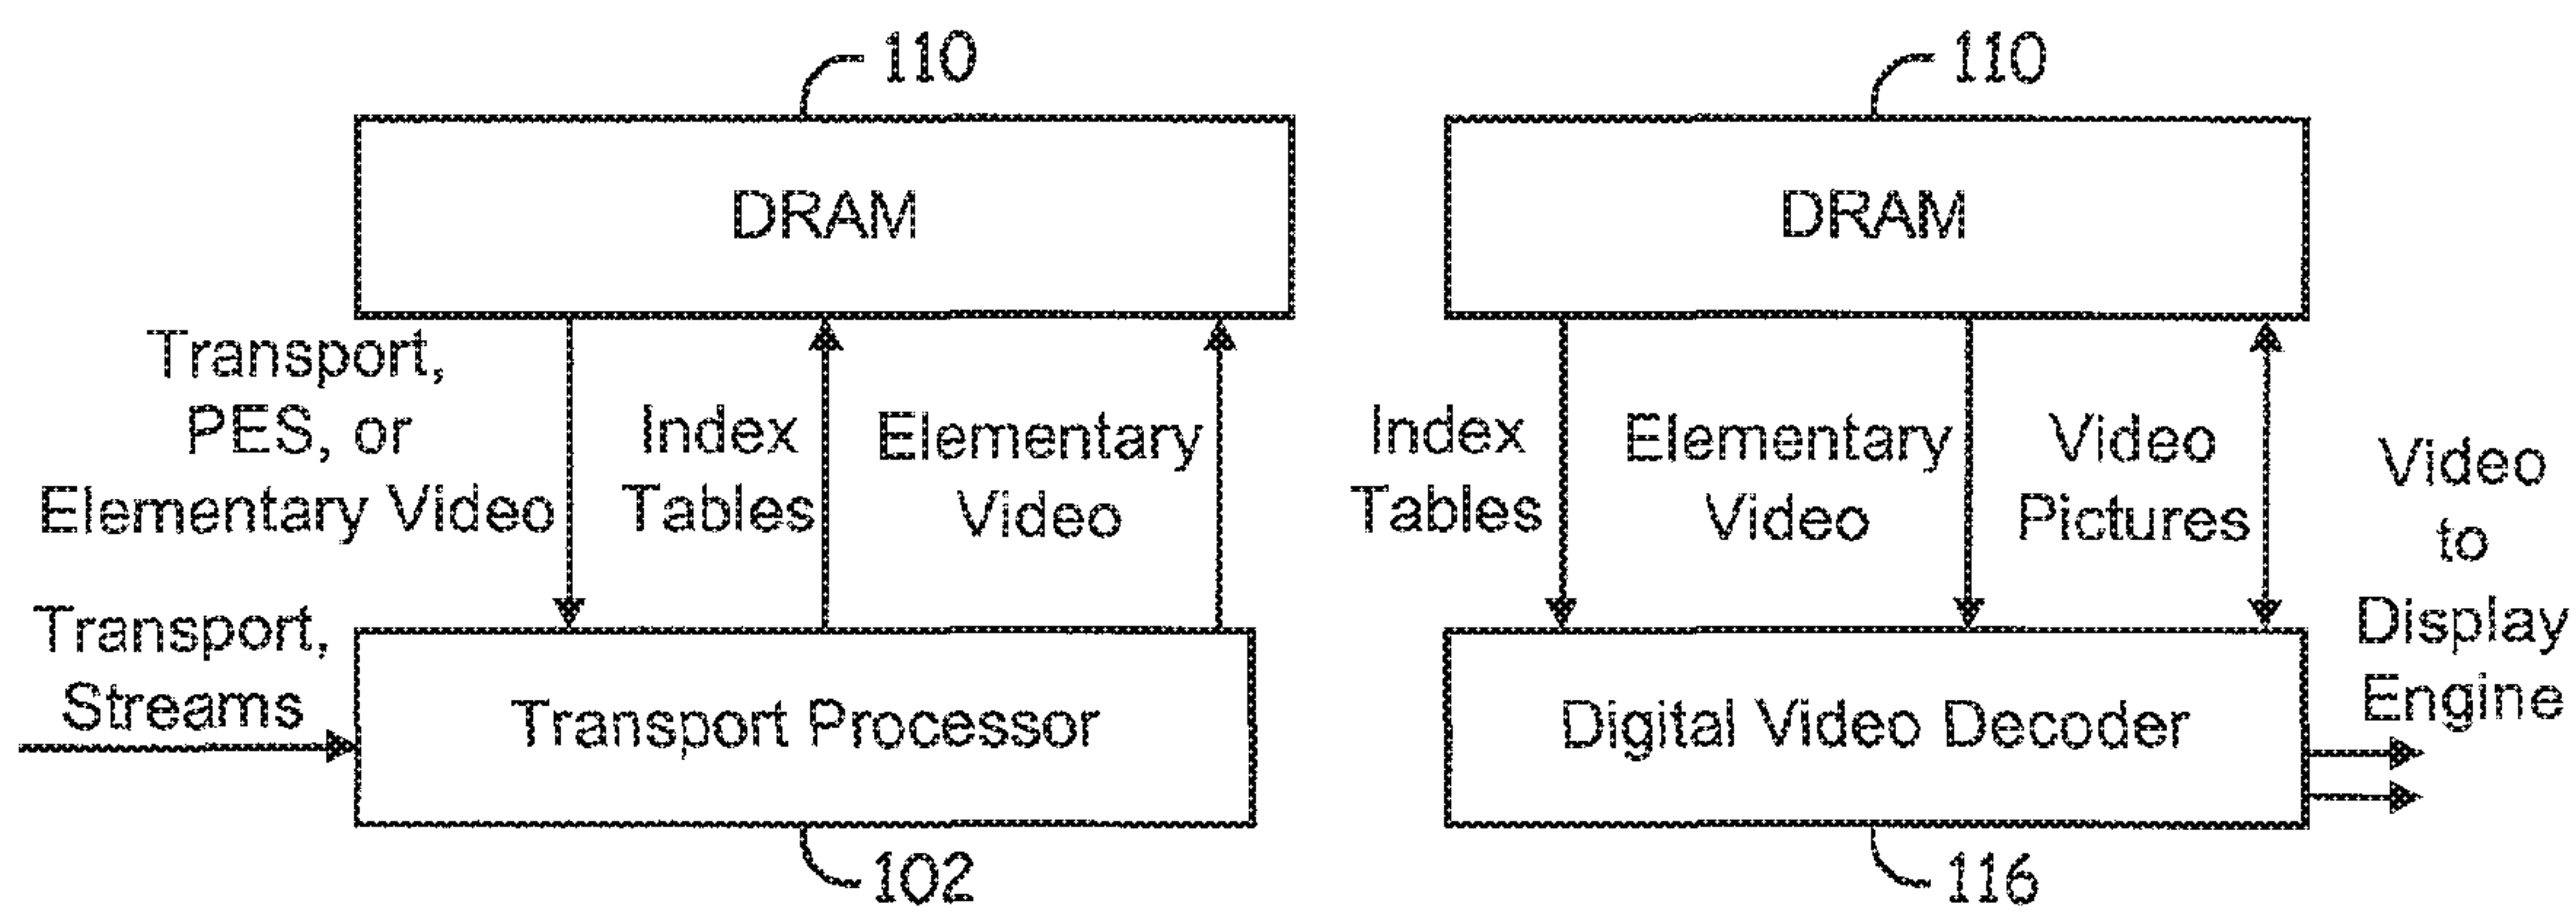 110
110
DRAM
DRAM
Transport,
PES, or
Elementary Video
Index
Tables
Elementary
Video
Index
Tables
Elementary
Video
Video
Pictures
Video
to
Display
Engine
Transport,
Streams
Transport Processor
Digital Video Decoder
102
116